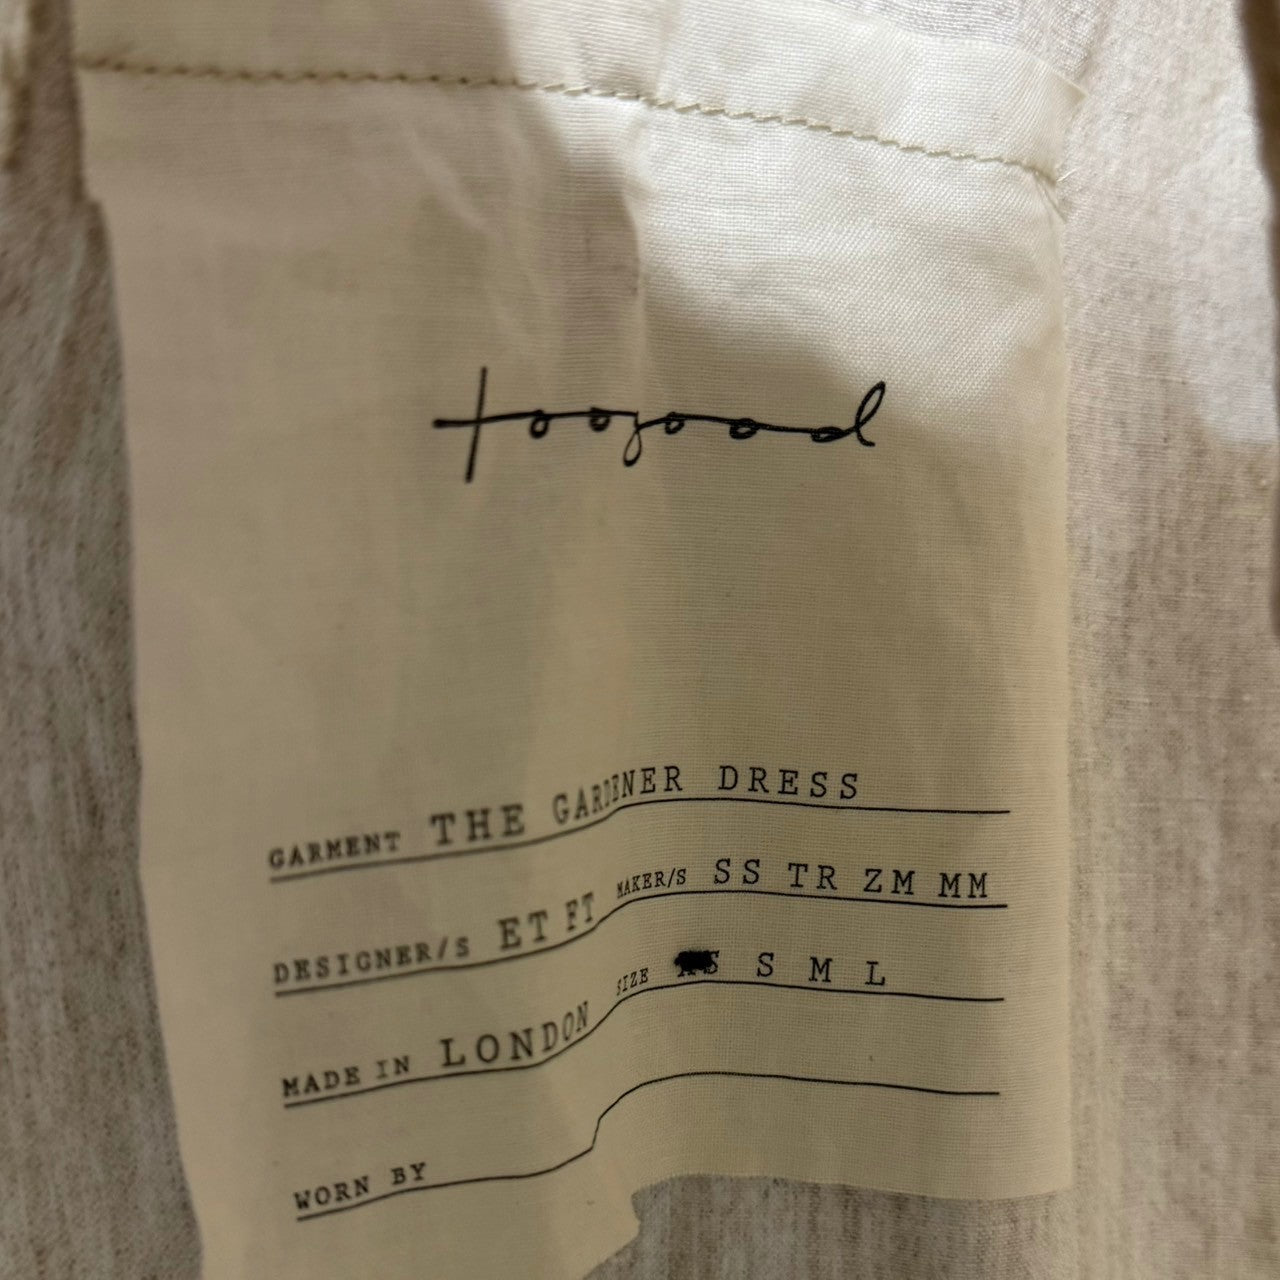 toogood
GARMENT THE GARDENER DRESS
DESIGNER/S ET FT MAKER/S SS TR ZM MM
MADE IN LONDON SIZE XS S M L
WORN BY